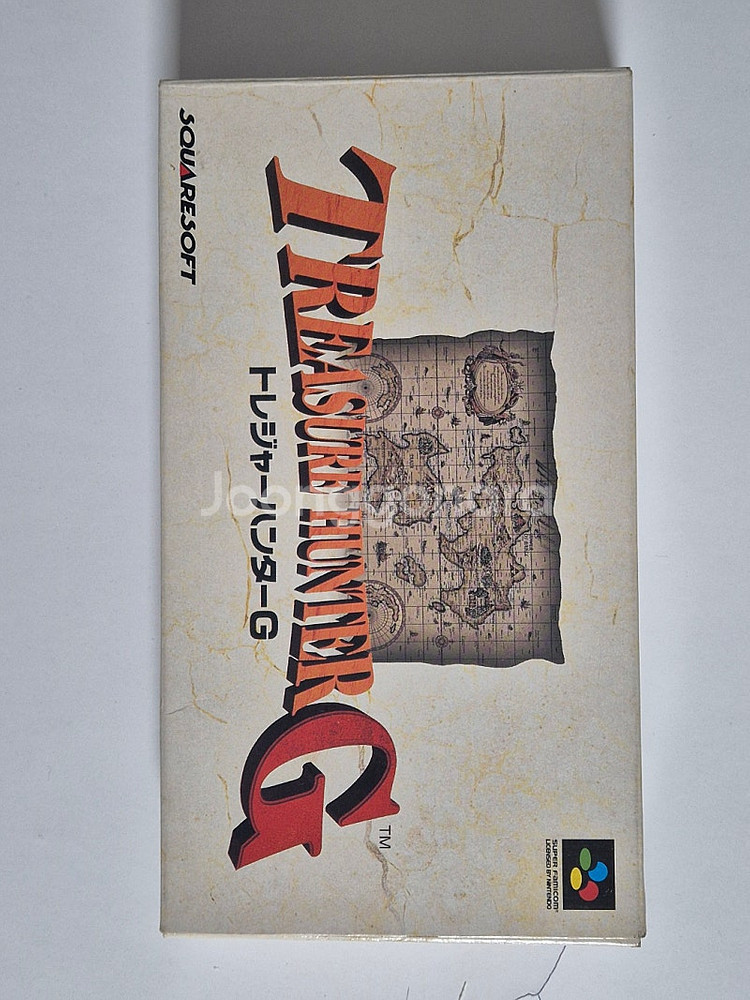 TREASURE HUNTER G
™
トレジャーハンターG
SQUARESOFT
SUPER FAMICOM
LICENSED BY NINTENDO
Joonggonara